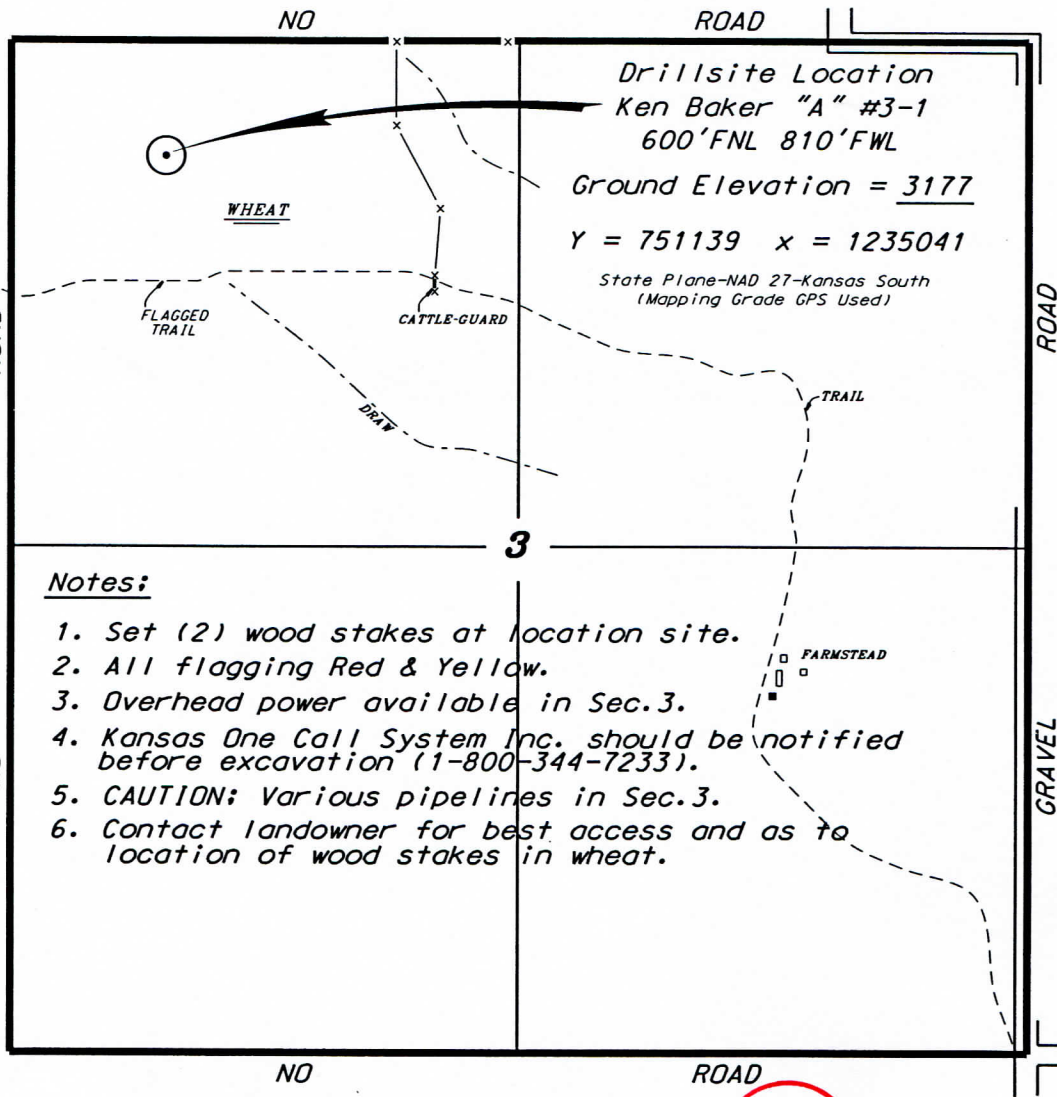 NO ROAD
Drillsite Location
Ken Baker "A" #3-1
600'FNL 810'FWL
Ground Elevation = 3177
Y = 751139 x = 1235041
State Plane-NAD 27-Kansas South
(Mapping Grade GPS Used)
WHEAT
FLAGGED
TRAIL
CATTLE-GUARD
ROAD
TRAIL
DRAW
3
Notes:
1. Set (2) wood stakes at location site.
2. All flagging Red & Yellow.
3. Overhead power available in Sec.3.
4. Kansas One Call System Inc. should be notified
before excavation (1-800-344-7233).
5. CAUTION: Various pipelines in Sec.3.
6. Contact landowner for best access and as to
location of wood stakes in wheat.
FARMSTEAD
GRAVEL
NO ROAD